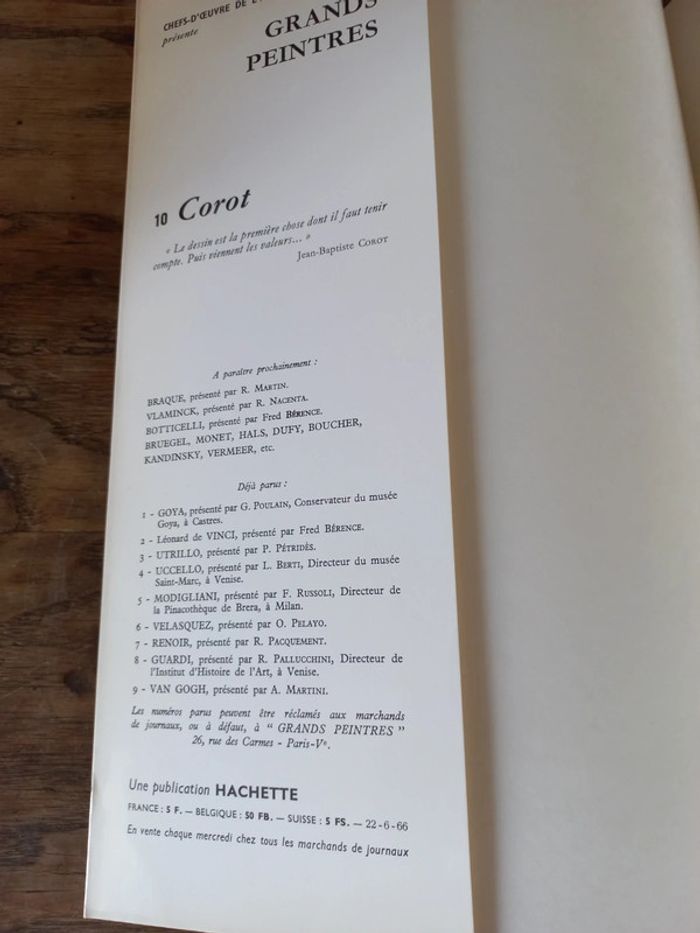 CHEFS-D'ŒUVRE DE L'
présente
GRANDS
PEINTRES
10 Corot
« Le dessin est la première chose dont il faut tenir
compte. Puis viennent les valeurs... »
Jean-Baptiste COROT
A paraître prochainement :
BRAQUE, présenté par R. MARTIN.
VLAMINCK, présenté par R. NACENTA.
BOTTICELLI, présenté par Fred BÉRENCE.
BRUEGEL, MONET, HALS, DUFY, BOUCHER,
KANDINSKY, VERMEER, etc.
Déjà parus :
1 - GOYA, présenté par G. POULAIN, Conservateur du musée
Goya, à Castres.
2 - Léonard de VINCI, présenté par Fred BÉRENCE.
3 - UTRILLO, présenté par P. PÉTRIDÈS.
4 - UCCELLO, présenté par L. BERTI, Directeur du musée
Saint-Marc, à Venise.
5 - MODIGLIANI, présenté par F. RUSSOLI, Directeur de
la Pinacothèque de Brera, à Milan.
6 - VELASQUEZ, présenté par O. PELAYO.
7 - RENOIR, présenté par R. PACQUEMENT.
8 - GUARDI, présenté par R. PALLUCCHINI, Directeur de
l'Institut d'Histoire de l'Art, à Venise.
9 - VAN GOGH, présenté par A. MARTINI.
Les numéros parus peuvent être réclamés aux marchands
de journaux, ou à défaut, à " GRANDS PEINTRES "
26, rue des Carmes - Paris-Ve.
Une publication HACHETTE
FRANCE : 5 F. — BELGIQUE : 50 FB. — SUISSE : 5 FS. — 22-6-66
En vente chaque mercredi chez tous les marchands de journaux